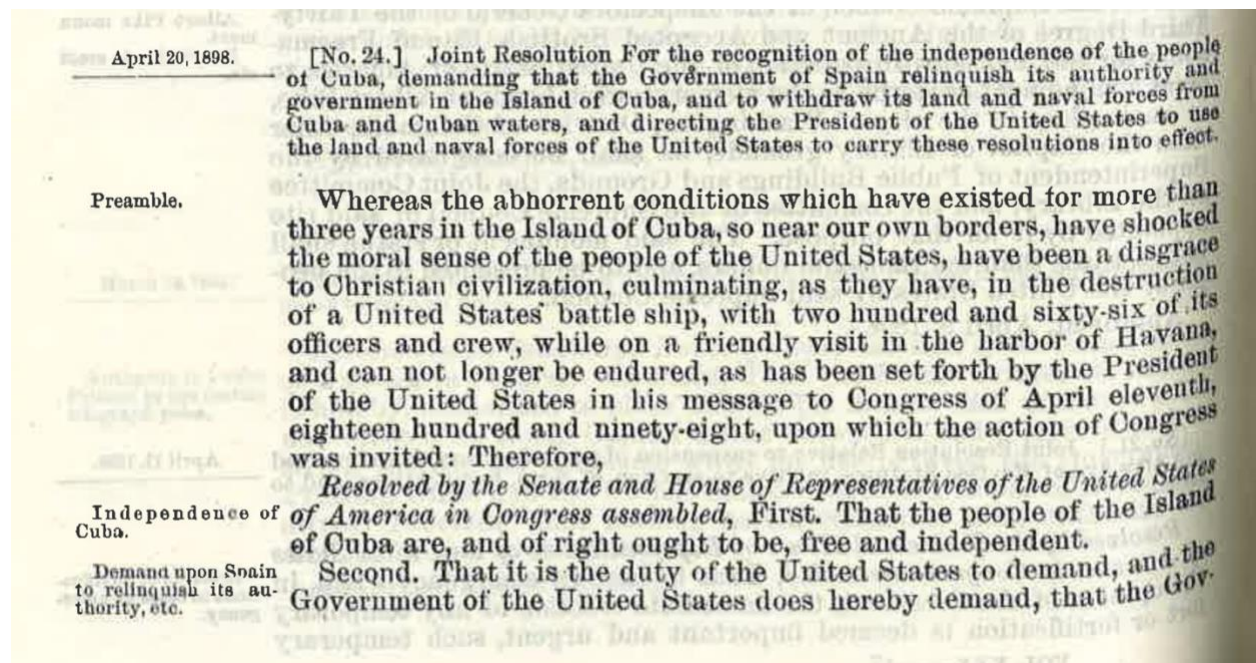 April 20, 1898.
[No. 24.] Joint Resolution For the recognition of the independence of the people
of Cuba, demanding that the Government of Spain relinquish its authority and
government in the Island of Cuba, and to withdraw its land and naval forces from
Cuba and Cuban waters, and directing the President of the United States to use
the land and naval forces of the United States to carry these resolutions into effect.
Preamble.
Whereas the abhorrent conditions which have existed for more than
three years in the Island of Cuba, so near our own borders, have shocked
the moral sense of the people of the United States, have been a disgrace
to Christian civilization, culminating, as they have, in the destruction
of a United States battle ship, with two hundred and sixty-six of its
officers and crew, while on a friendly visit in the harbor of Havana,
and can not longer be endured, as has been set forth by the President
of the United States in his message to Congress of April eleventh,
eighteen hundred and ninety-eight, upon which the action of Congress
was invited: Therefore,
Resolved by the Senate and House of Representatives of the United States
of America in Congress assembled, First. That the people of the Island
of Cuba are, and of right ought to be, free and independent.
Independence of
Cuba.
Second. That it is the duty of the United States to demand, and the
Government of the United States does hereby demand, that the Gov-
Demand upon Spain
to relinquish its au-
thority, etc.